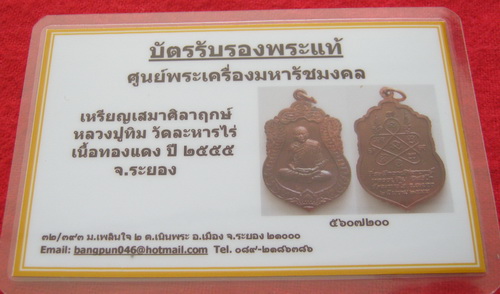 บัตรรับรองพระแท้
ศูนย์พระเครื่องมหารัชมงคล
เหรียญเสมาศิลาฤกษ์
หลวงปู่ทิม วัดละหารไร่
เนื้อทองแดง ปี ๒๕๕๕
จ.ระยอง
๕๖๐๗๒๐๐
๓๒/๓๙๓ ม.เพลินใจ ๒ ต.เนินพระ อ.เมือง จ.ระยอง ๒๑๐๐๐
Email: bangpun046@hotmail.com Tel. ๐๘๙-๒๑๘๖๓๘๖